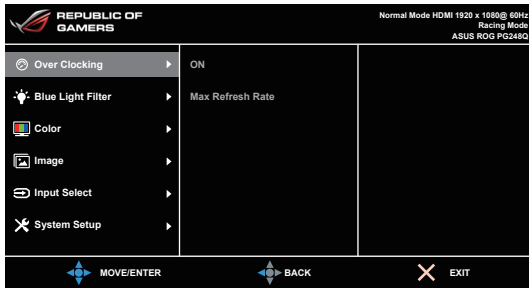 REPUBLIC OF
GAMERS
Normal Mode HDMI 1920 x 1080@ 60Hz
Racing Mode
ASUS ROG PG248Q
Over Clocking
ON
Blue Light Filter
Max Refresh Rate
Color
Image
Input Select
System Setup
MOVE/ENTER
BACK
EXIT